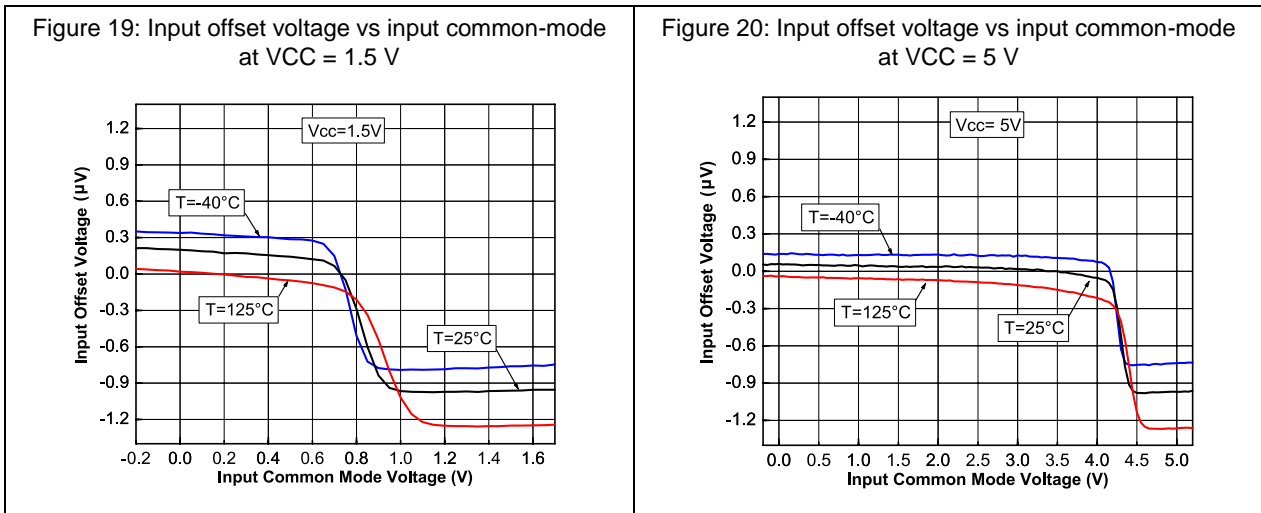 Figure 19: Input offset voltage vs input common-mode
at VCC = 1.5 V
1.2
0.9
0.6
0.3
0.0
-0.3
-0.6
-0.9
-1.2
Input Offset Voltage (µV)
Vcc=1.5V
T=-40°C
T=125°C
T=25°C
-0.2 0.0 0.2 0.4 0.6 0.8 1.0 1.2 1.4 1.6
Input Common Mode Voltage (V)
Figure 20: Input offset voltage vs input common-mode
at VCC = 5 V
1.2
0.9
0.6
0.3
0.0
-0.3
-0.6
-0.9
-1.2
Input Offset Voltage (µV)
Vcc= 5V
T=-40°C
T=125°C
T=25°C
0.0 0.5 1.0 1.5 2.0 2.5 3.0 3.5 4.0 4.5 5.0
Input Common Mode Voltage (V)